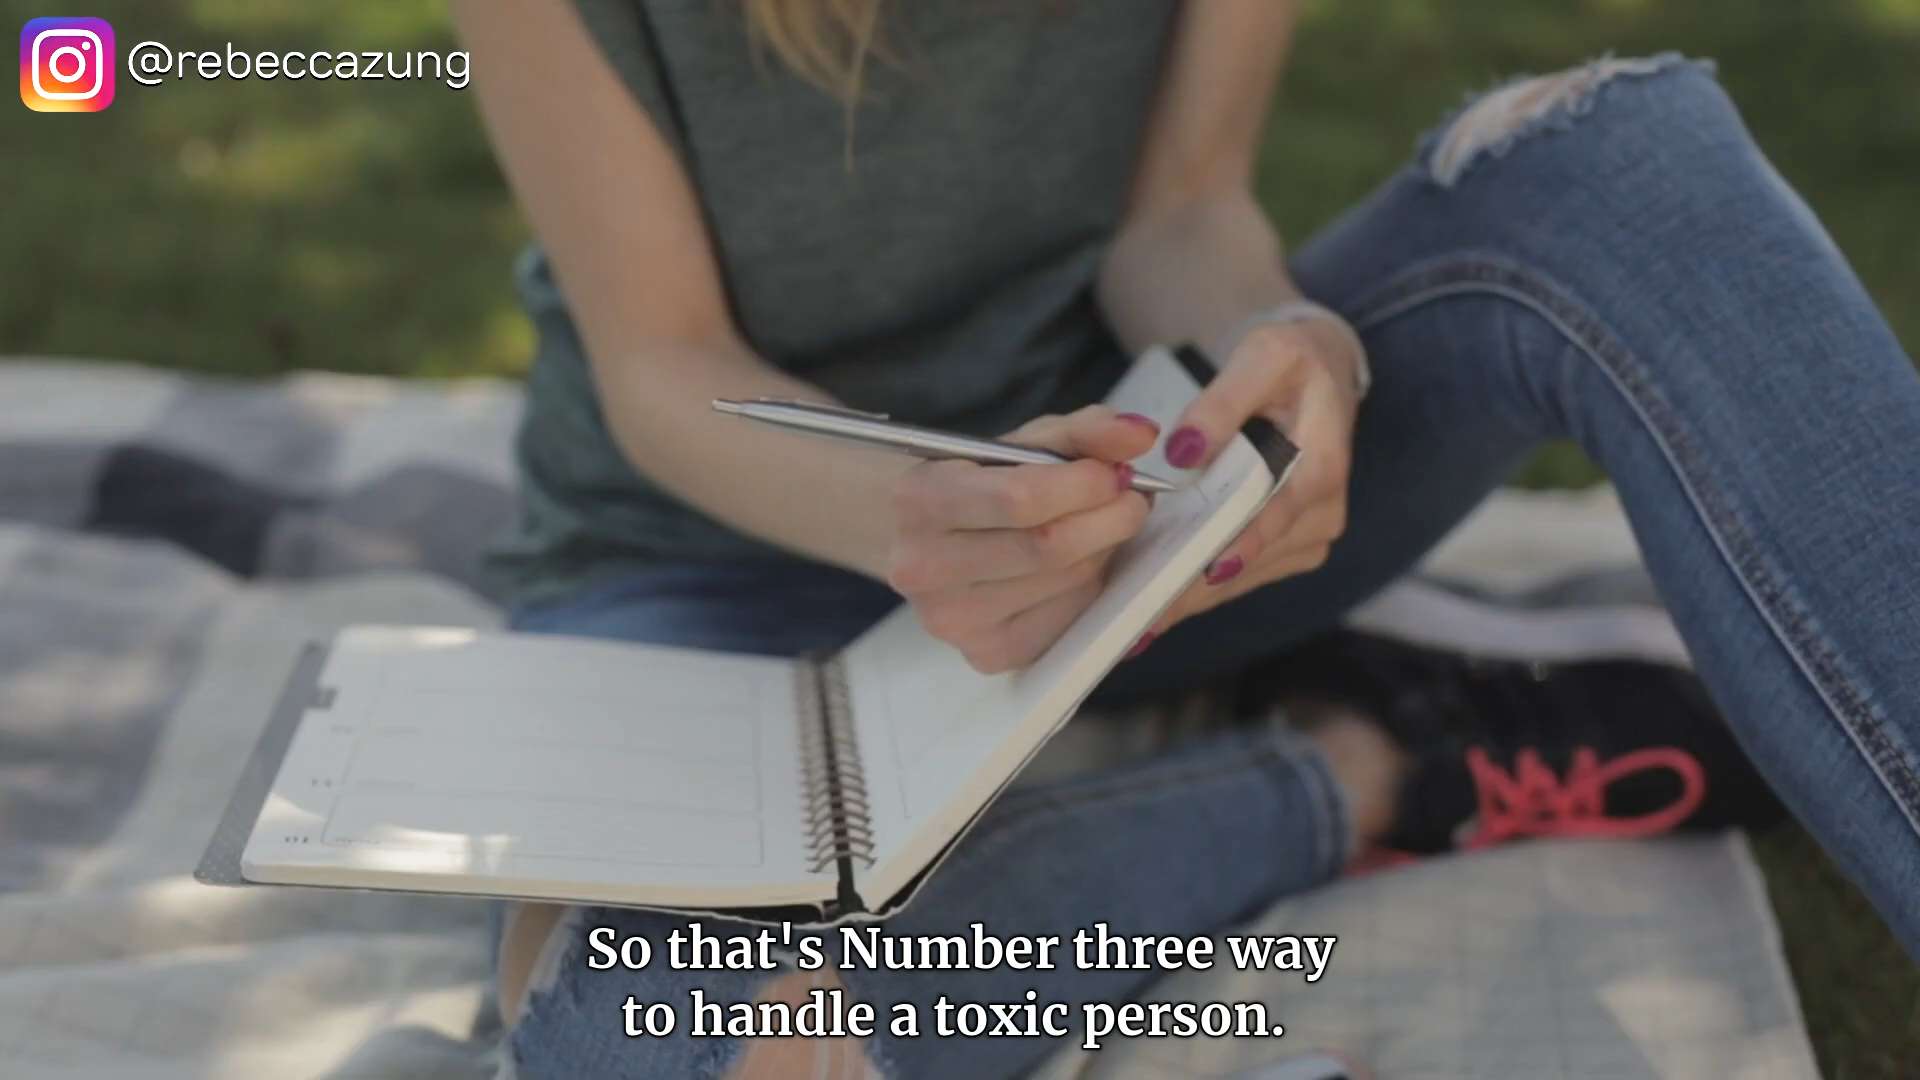 @rebeccazung
So that's Number three way
to handle a toxic person.